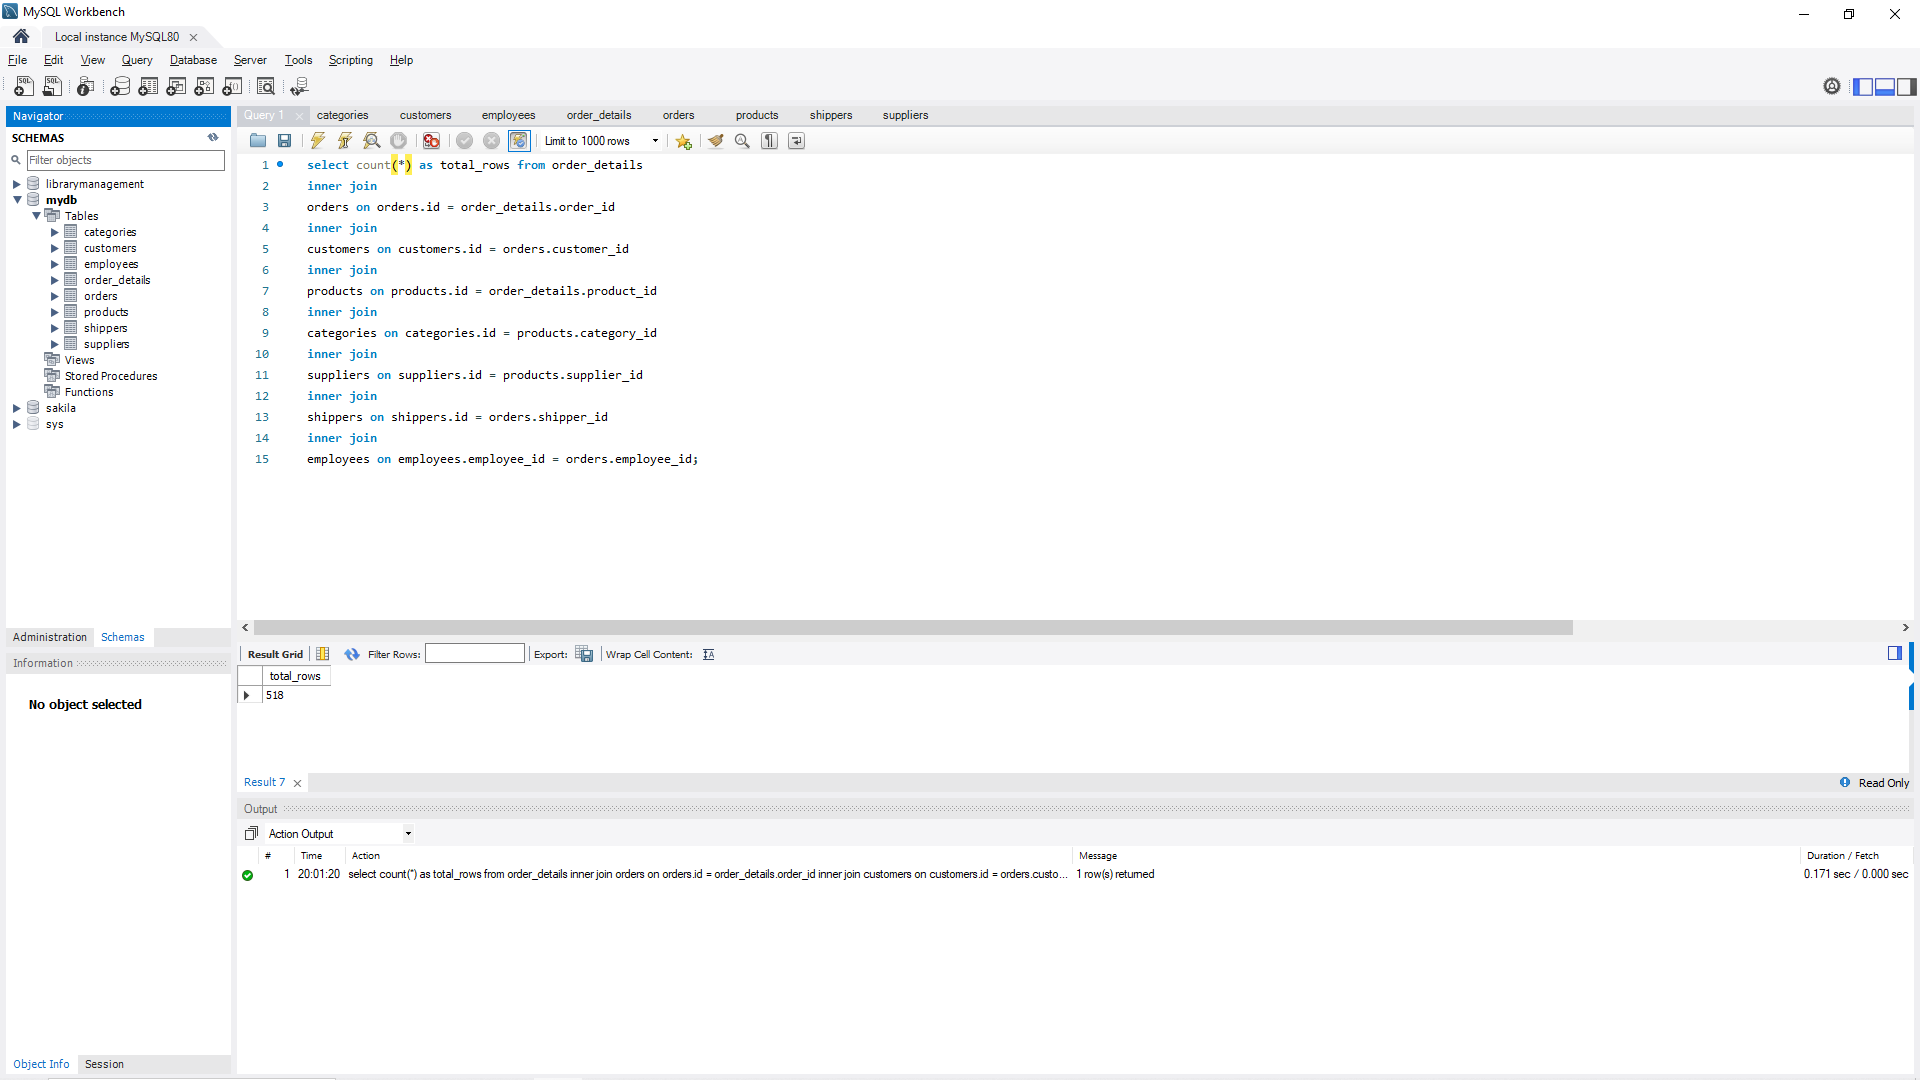 MySQL Workbench
Local instance MySQL80
File Edit View Query Database Server Tools Scripting Help
Navigator
SCHEMAS
Filter objects
librarymanagement
mydb
Tables
categories
customers
employees
order_details
orders
products
shippers
suppliers
Views
Stored Procedures
Functions
sakila
sys
Administration Schemas
Information
No object selected
Object Info Session
Query 1 categories customers employees order_details orders products shippers suppliers
Limit to 1000 rows
1 select count(*) as total_rows from order_details
2 inner join
3 orders on orders.id = order_details.order_id
4 inner join
5 customers on customers.id = orders.customer_id
6 inner join
7 products on products.id = order_details.product_id
8 inner join
9 categories on categories.id = products.category_id
10 inner join
11 suppliers on suppliers.id = products.supplier_id
12 inner join
13 shippers on shippers.id = orders.shipper_id
14 inner join
15 employees on employees.employee_id = orders.employee_id;
Result Grid Filter Rows: Export: Wrap Cell Content:
total_rows
518
Result 7 Read Only
Output
Action Output
# Time Action Message Duration / Fetch
1 20:01:20 select count(*) as total_rows from order_details inner join orders on orders.id = order_details.order_id inner join customers on customers.id = orders.custo... 1 row(s) returned 0.171 sec / 0.000 sec